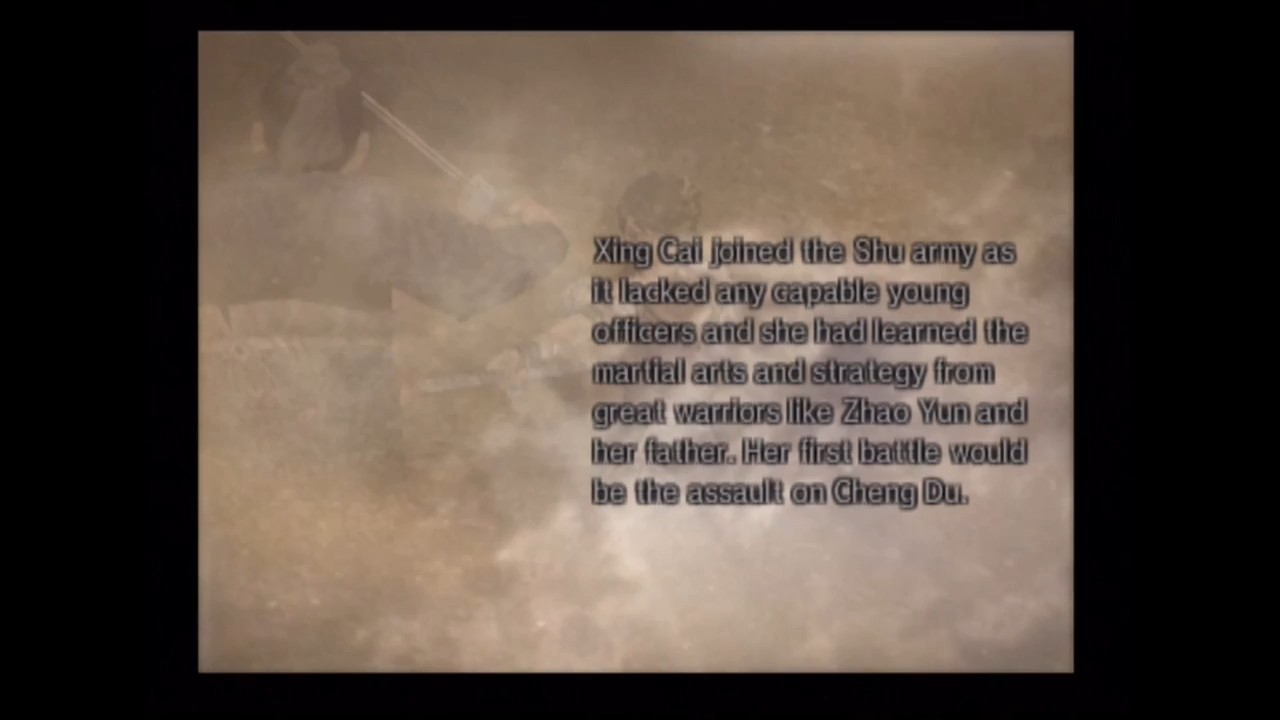 Xing Cai joined the Shu army as
it lacked any capable young
officers and she had learned the
martial arts and strategy from
great warriors like Zhao Yun and
her father. Her first battle would
be the assault on Cheng Du.